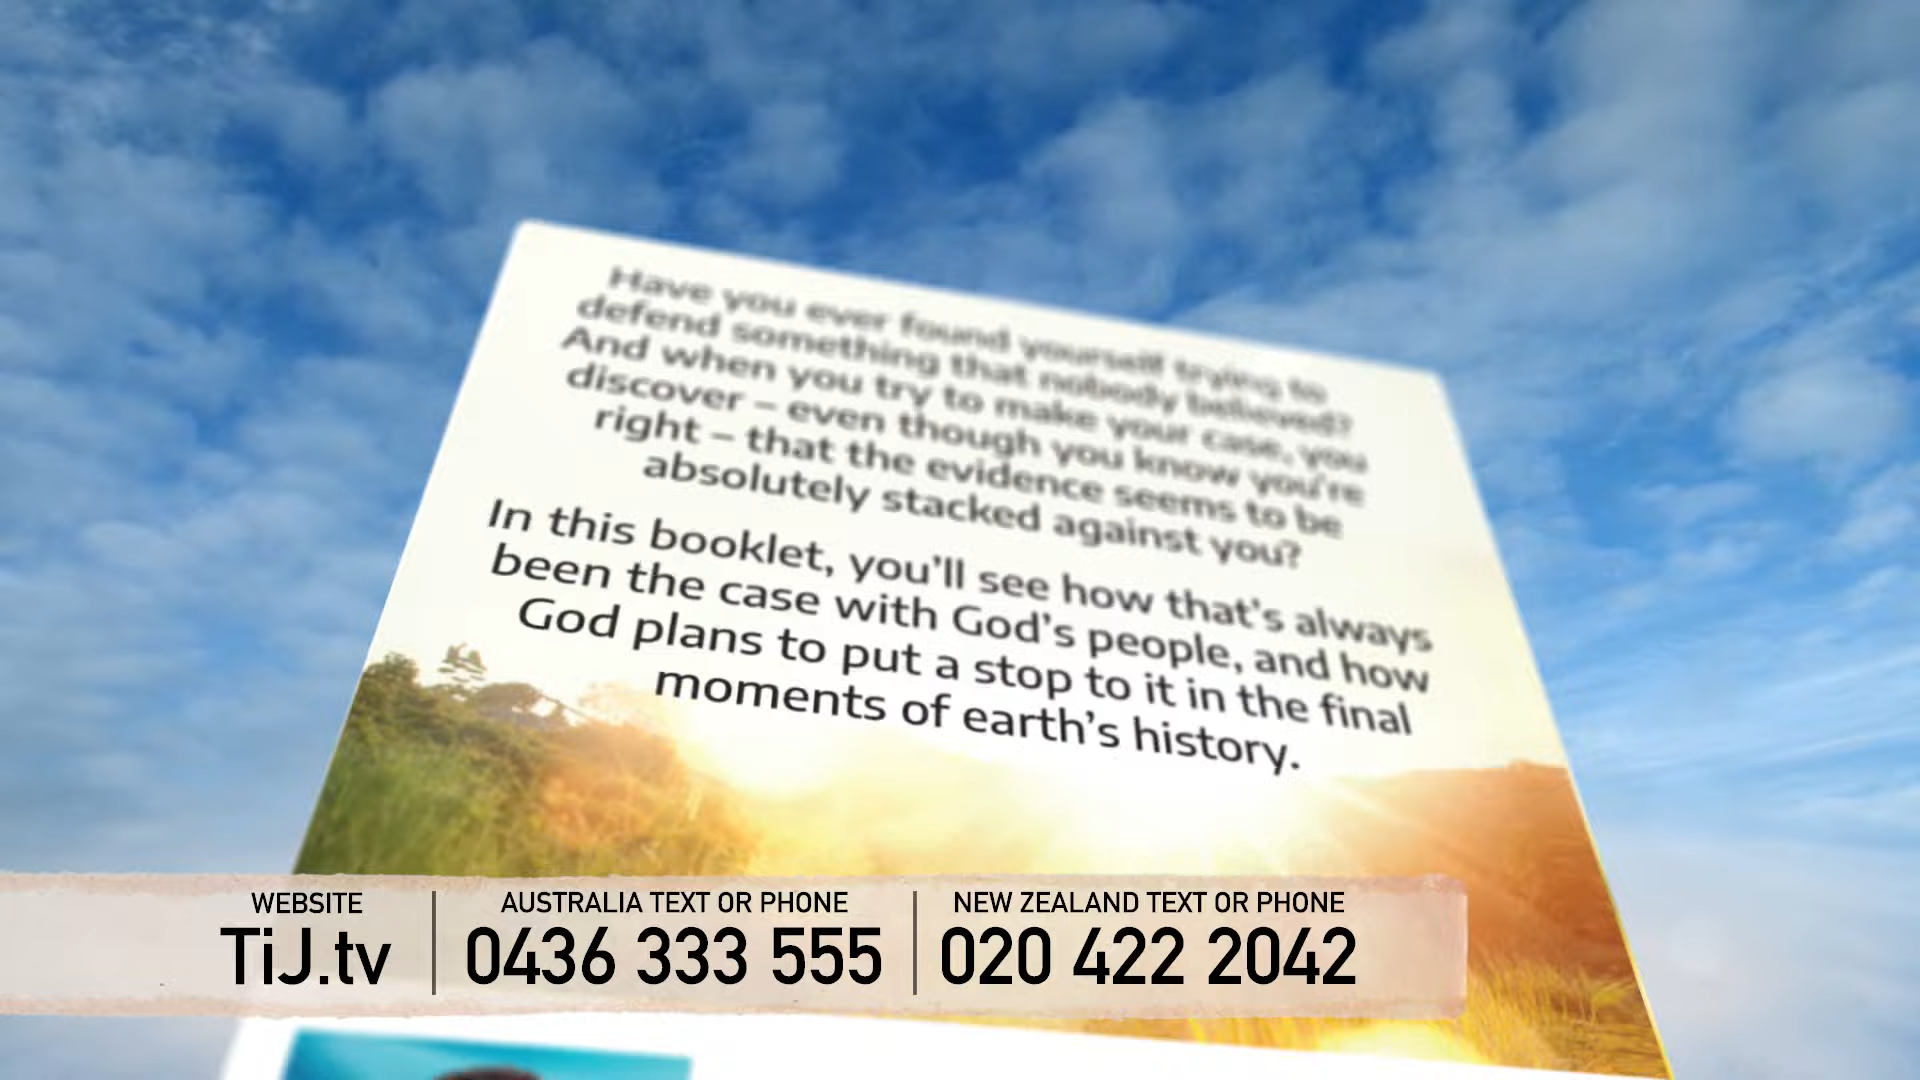 Have you ever found yourself trying to
defend something that nobody believed?
And when you try to make your case, you
discover – even though you know you're
right – that the evidence seems to be
absolutely stacked against you?
In this booklet, you'll see how that's always
been the case with God's people, and how
God plans to put a stop to it in the final
moments of earth's history.
WEBSITE
TiJ.tv
AUSTRALIA TEXT OR PHONE
0436 333 555
NEW ZEALAND TEXT OR PHONE
020 422 2042